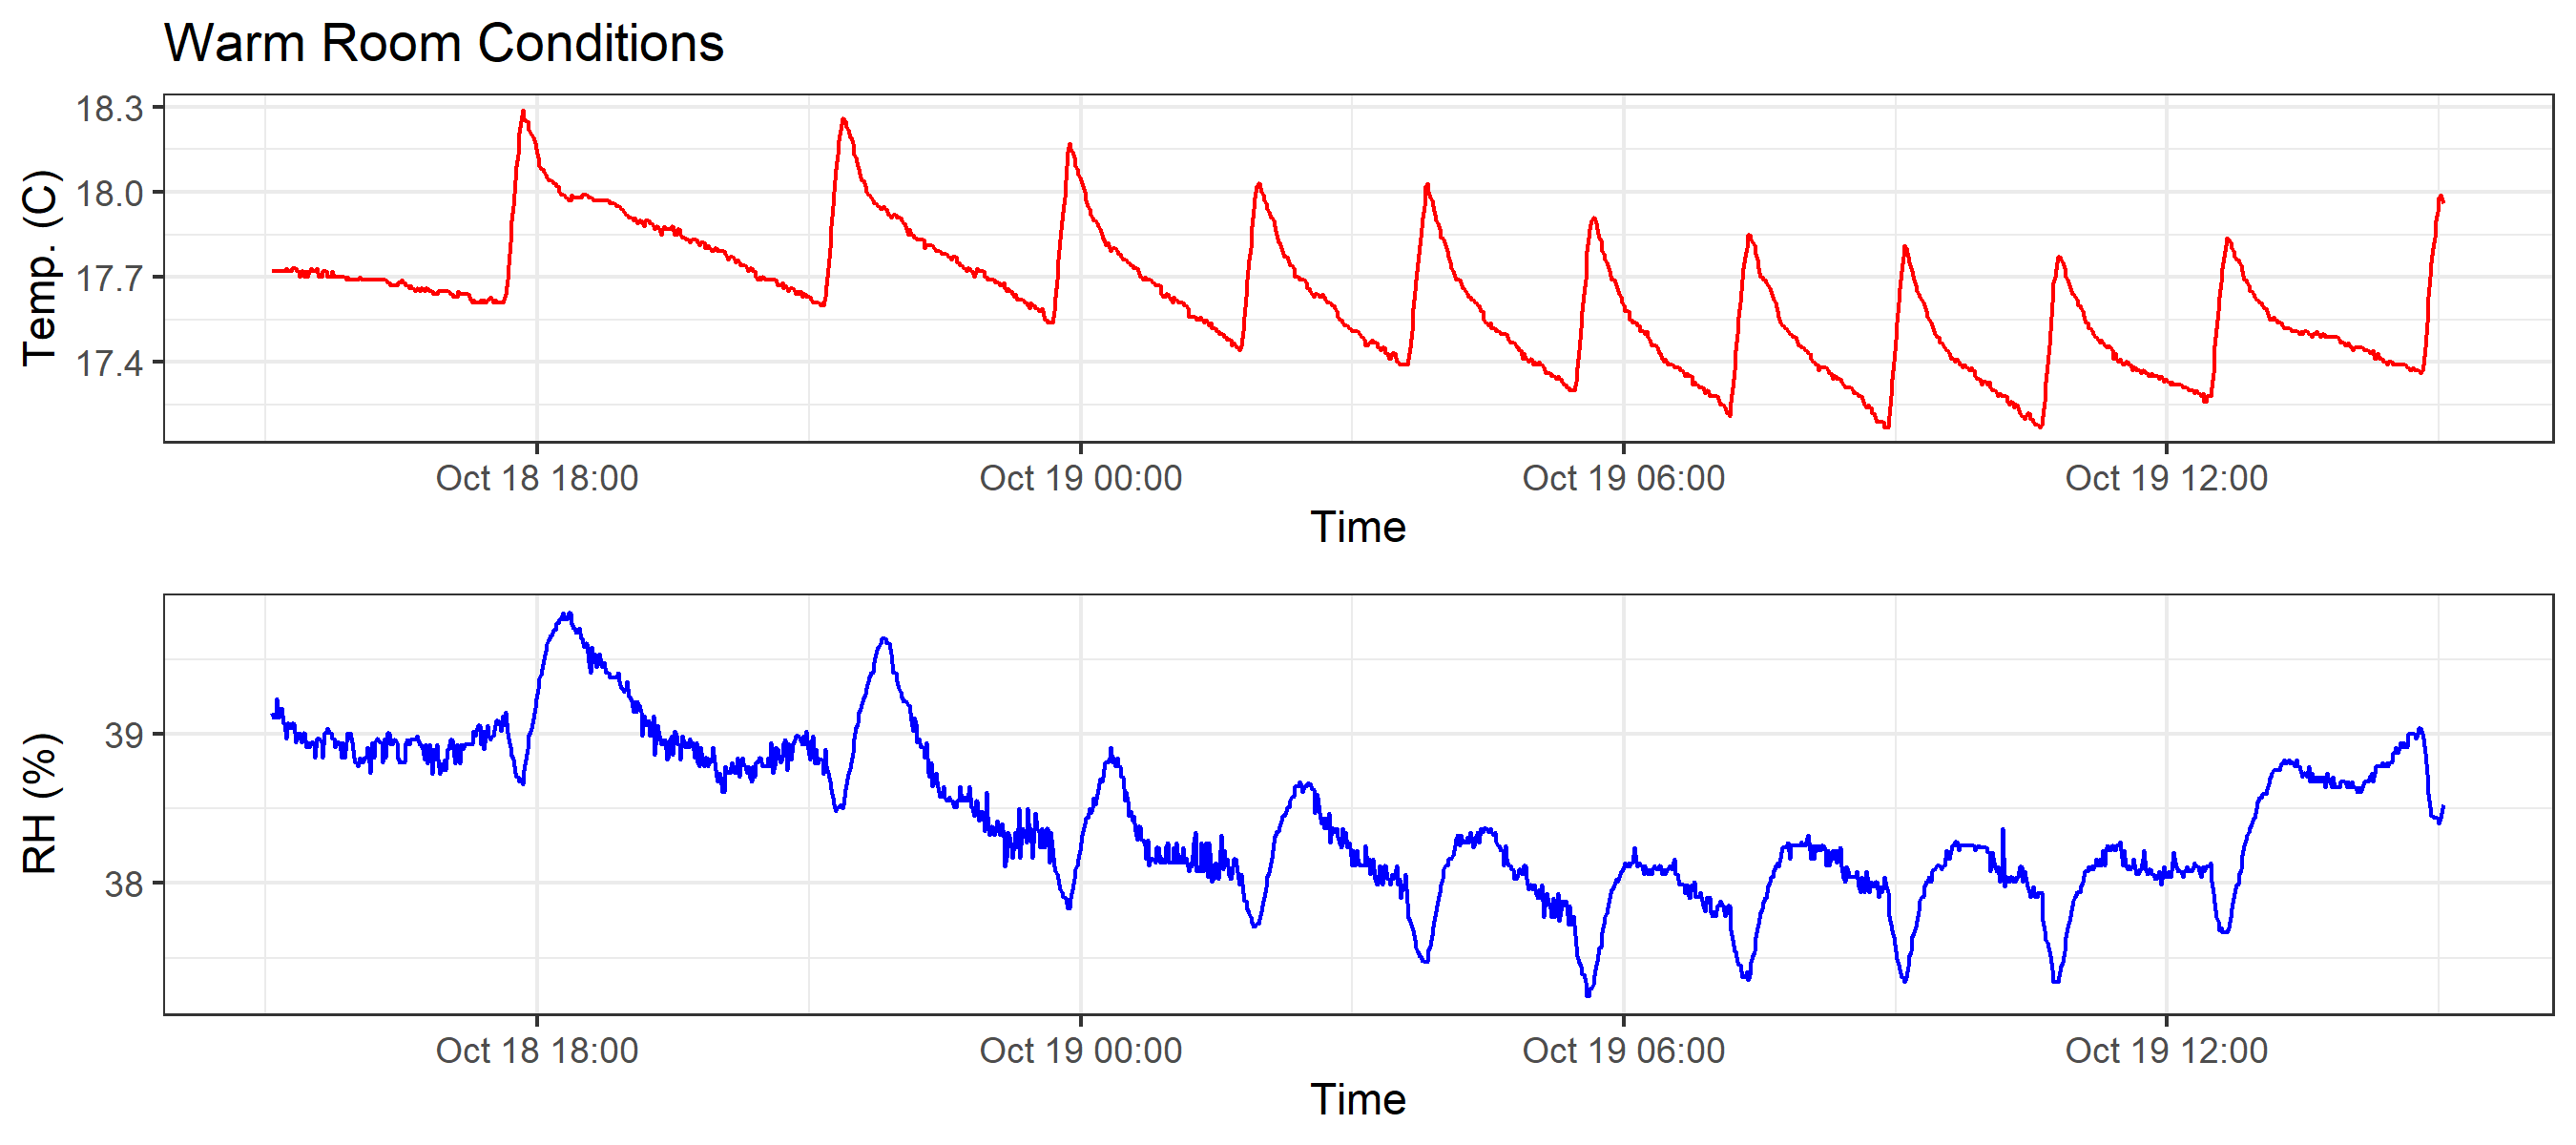 Warm Room Conditions
Temp. (C)
18.3
18.0
17.7
17.4
Oct 18 18:00 Oct 19 00:00 Oct 19 06:00 Oct 19 12:00
Time
RH (%)
39
38
Oct 18 18:00 Oct 19 00:00 Oct 19 06:00 Oct 19 12:00
Time